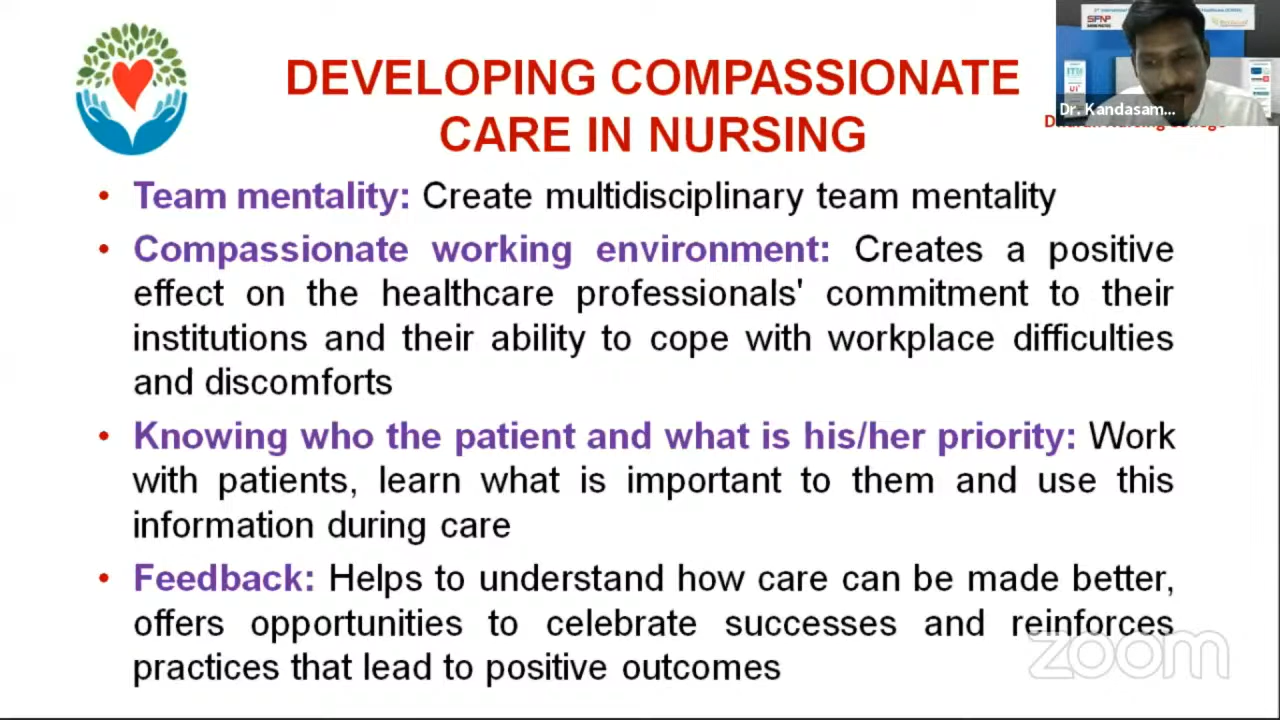 DEVELOPING COMPASSIONATE
CARE IN NURSING
Dr. Kandasam...
Nursing College
• Team mentality: Create multidisciplinary team mentality
• Compassionate working environment: Creates a positive
effect on the healthcare professionals' commitment to their
institutions and their ability to cope with workplace difficulties
and discomforts
• Knowing who the patient and what is his/her priority: Work
with patients, learn what is important to them and use this
information during care
• Feedback: Helps to understand how care can be made better,
offers opportunities to celebrate successes and reinforces
practices that lead to positive outcomes
zoom